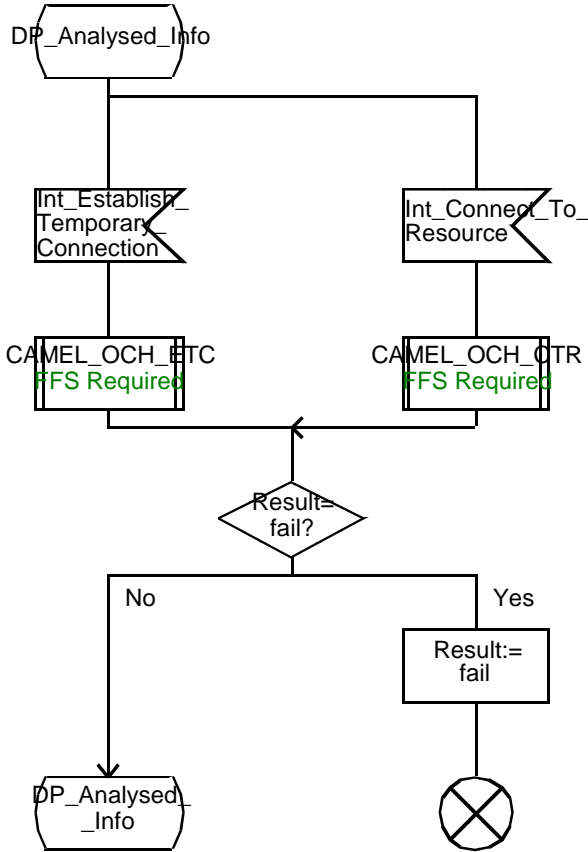 DP_Analysed_Info
Int_Establish_
Temporary_
Connection
Int_Connect_To_
Resource
CAMEL_OCH_ETC
FFS Required
CAMEL_OCH_CTR
FFS Required
Result=
fail?
No
Yes
Result:=
fail
DP_Analysed_
_Info